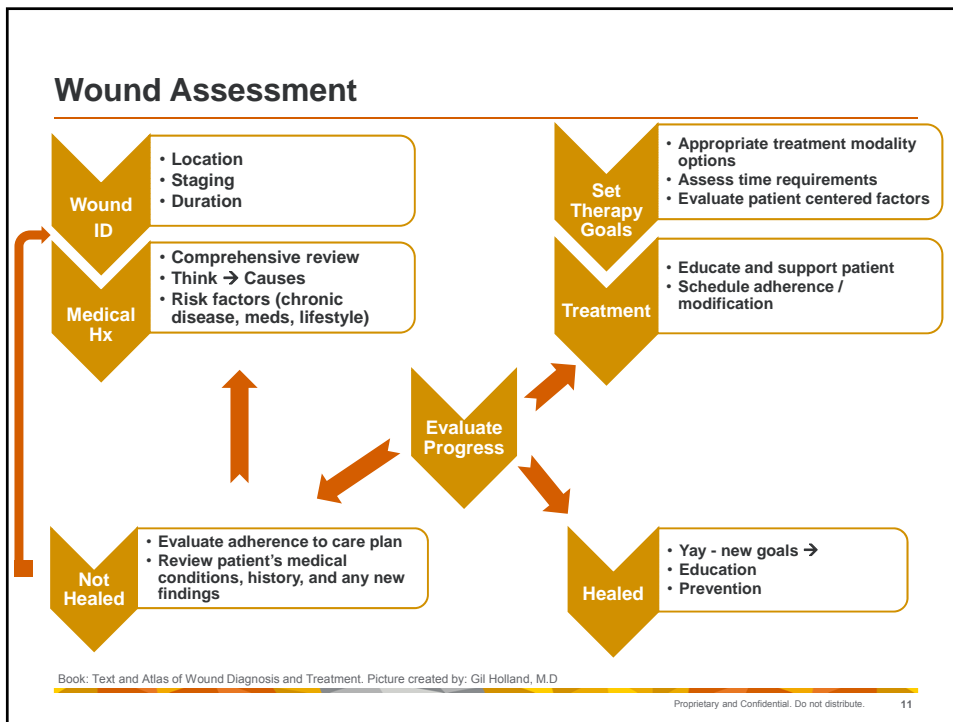 Wound Assessment
Wound
ID
• Location
• Staging
• Duration
Medical
Hx
• Comprehensive review
• Think → Causes
• Risk factors (chronic
disease, meds, lifestyle)
Set
Therapy
Goals
• Appropriate treatment modality
options
• Assess time requirements
• Evaluate patient centered factors
Treatment
• Educate and support patient
• Schedule adherence /
modification
Evaluate
Progress
Not
Healed
• Evaluate adherence to care plan
• Review patient's medical
conditions, history, and any new
findings
Healed
• Yay - new goals →
• Education
• Prevention
Book: Text and Atlas of Wound Diagnosis and Treatment. Picture created by: Gil Holland, M.D
Proprietary and Confidential. Do not distribute.
11